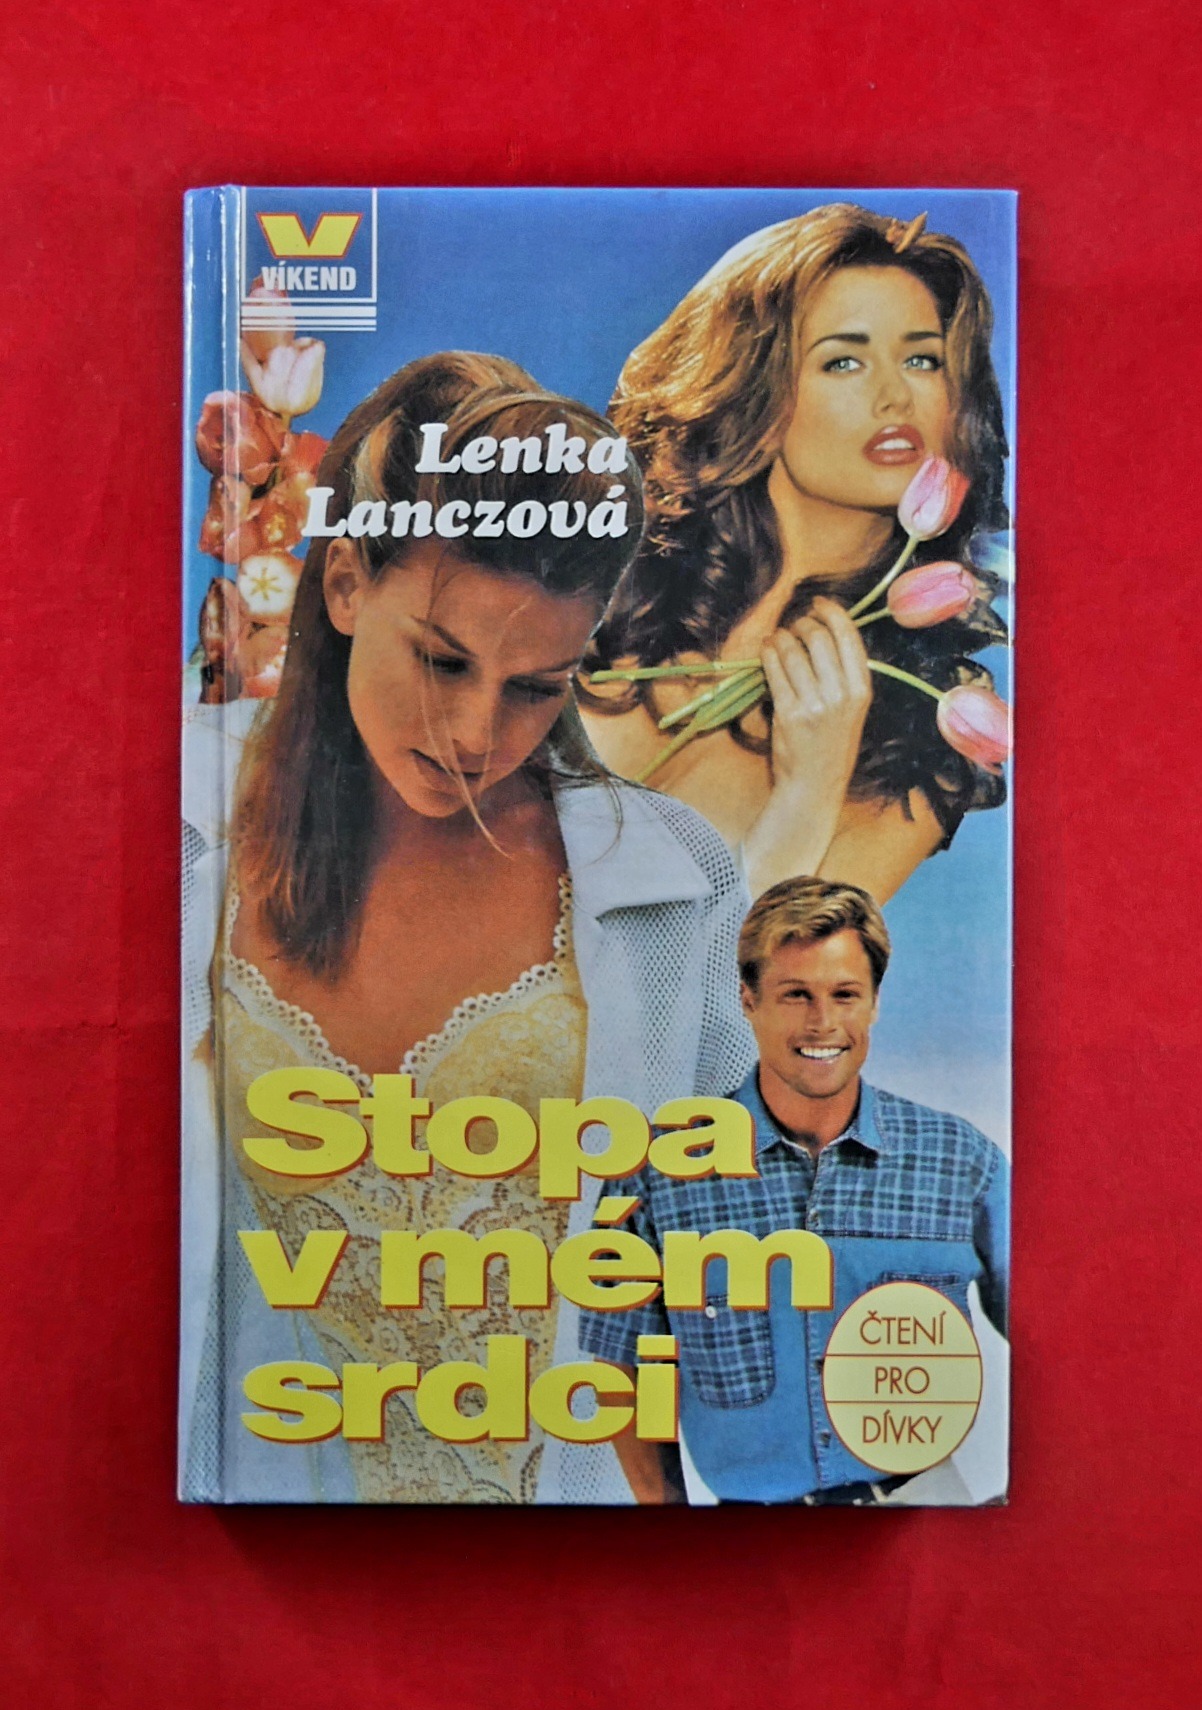 V
VÍKEND
Lenka
Lanczová
Stopa
v mém
srdci
ČTENÍ
PRO
DÍVKY